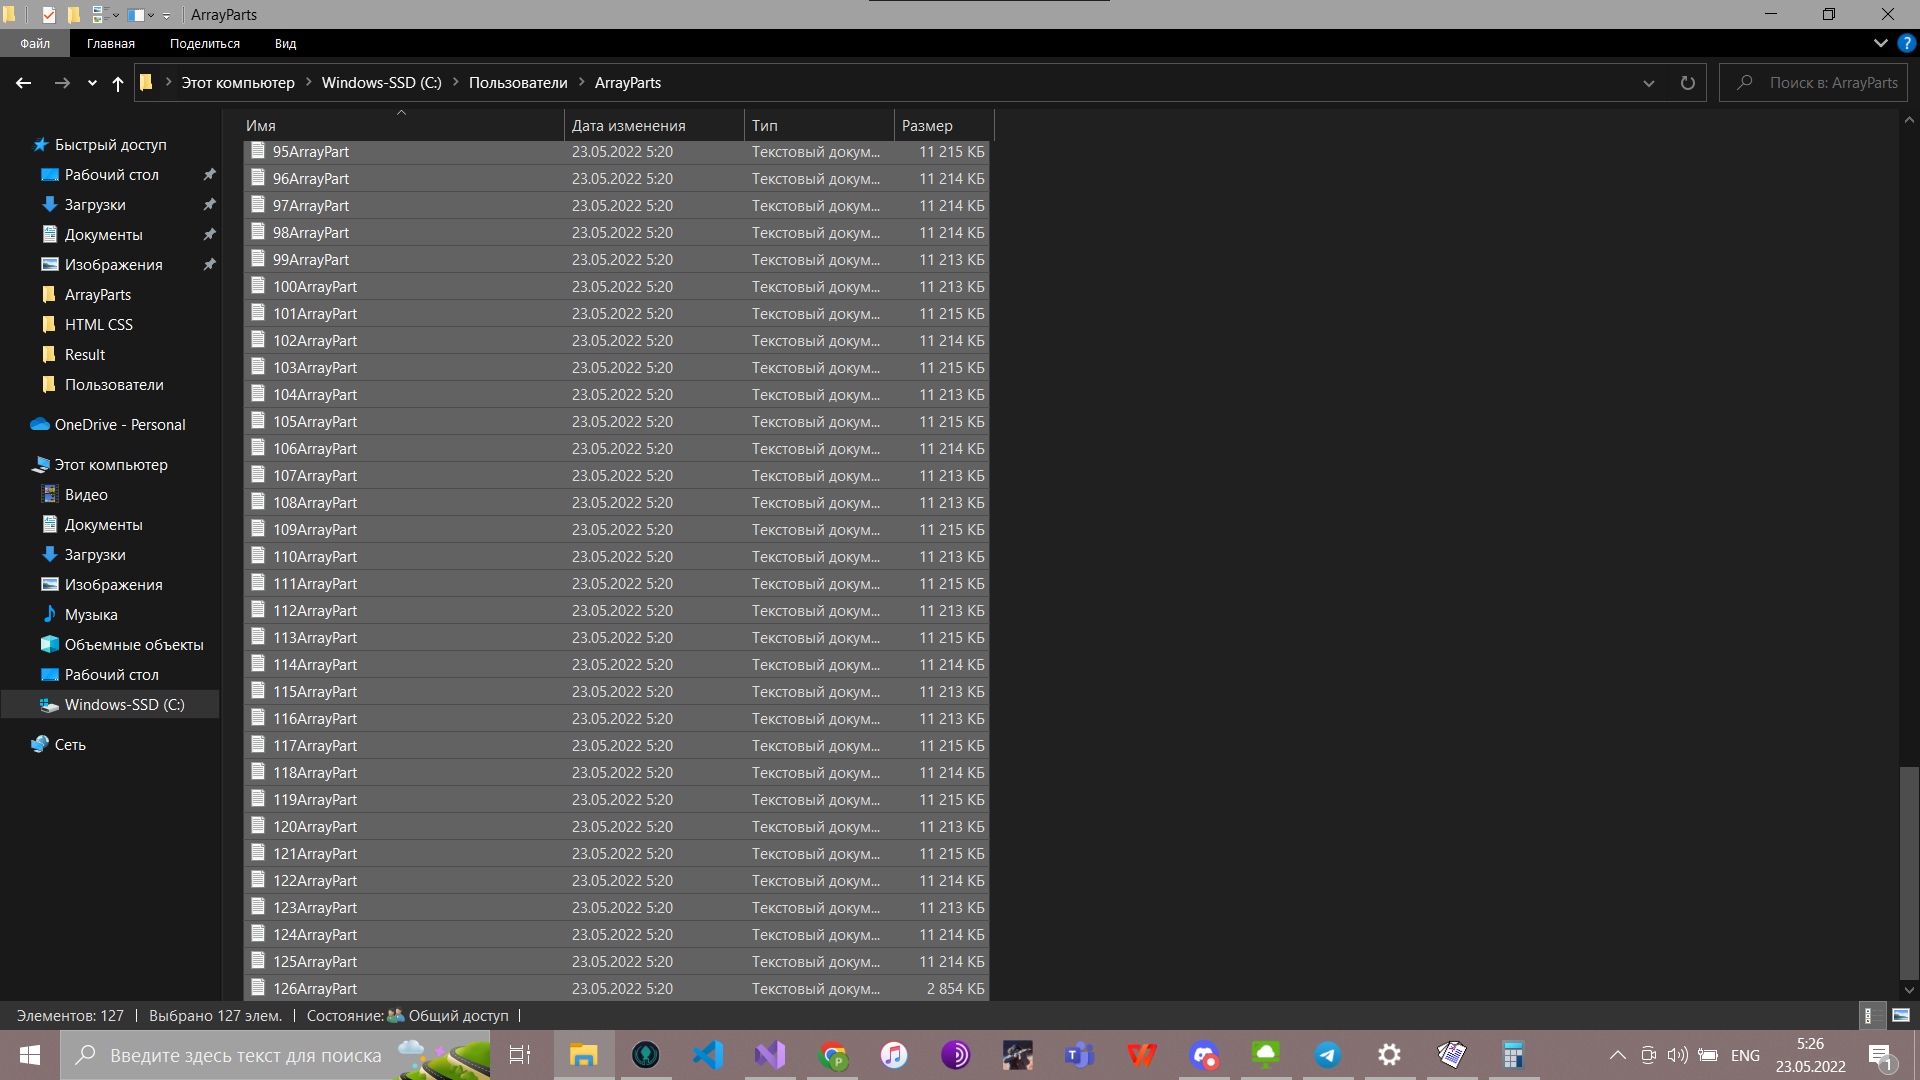 ArrayParts
Файл Главная Поделиться Вид
Этот компьютер Windows-SSD (C:) Пользователи ArrayParts Поиск в: ArrayParts
Быстрый доступ
Рабочий стол
Загрузки
Документы
Изображения
ArrayParts
HTML CSS
Result
Пользователи
OneDrive - Personal
Этот компьютер
Видео
Документы
Загрузки
Изображения
Музыка
Объемные объекты
Рабочий стол
Windows-SSD (C:)
Сеть
Имя Дата изменения Тип Размер
95ArrayPart 23.05.2022 5:20 Текстовый докум... 11 215 КБ
96ArrayPart 23.05.2022 5:20 Текстовый докум... 11 214 КБ
97ArrayPart 23.05.2022 5:20 Текстовый докум... 11 214 КБ
98ArrayPart 23.05.2022 5:20 Текстовый докум... 11 214 КБ
99ArrayPart 23.05.2022 5:20 Текстовый докум... 11 213 КБ
100ArrayPart 23.05.2022 5:20 Текстовый докум... 11 213 КБ
101ArrayPart 23.05.2022 5:20 Текстовый докум... 11 215 КБ
102ArrayPart 23.05.2022 5:20 Текстовый докум... 11 214 КБ
103ArrayPart 23.05.2022 5:20 Текстовый докум... 11 215 КБ
104ArrayPart 23.05.2022 5:20 Текстовый докум... 11 213 КБ
105ArrayPart 23.05.2022 5:20 Текстовый докум... 11 215 КБ
106ArrayPart 23.05.2022 5:20 Текстовый докум... 11 214 КБ
107ArrayPart 23.05.2022 5:20 Текстовый докум... 11 213 КБ
108ArrayPart 23.05.2022 5:20 Текстовый докум... 11 213 КБ
109ArrayPart 23.05.2022 5:20 Текстовый докум... 11 215 КБ
110ArrayPart 23.05.2022 5:20 Текстовый докум... 11 213 КБ
111ArrayPart 23.05.2022 5:20 Текстовый докум... 11 215 КБ
112ArrayPart 23.05.2022 5:20 Текстовый докум... 11 213 КБ
113ArrayPart 23.05.2022 5:20 Текстовый докум... 11 215 КБ
114ArrayPart 23.05.2022 5:20 Текстовый докум... 11 214 КБ
115ArrayPart 23.05.2022 5:20 Текстовый докум... 11 213 КБ
116ArrayPart 23.05.2022 5:20 Текстовый докум... 11 213 КБ
117ArrayPart 23.05.2022 5:20 Текстовый докум... 11 215 КБ
118ArrayPart 23.05.2022 5:20 Текстовый докум... 11 214 КБ
119ArrayPart 23.05.2022 5:20 Текстовый докум... 11 215 КБ
120ArrayPart 23.05.2022 5:20 Текстовый докум... 11 213 КБ
121ArrayPart 23.05.2022 5:20 Текстовый докум... 11 215 КБ
122ArrayPart 23.05.2022 5:20 Текстовый докум... 11 214 КБ
123ArrayPart 23.05.2022 5:20 Текстовый докум... 11 213 КБ
124ArrayPart 23.05.2022 5:20 Текстовый докум... 11 214 КБ
125ArrayPart 23.05.2022 5:20 Текстовый докум... 11 214 КБ
126ArrayPart 23.05.2022 5:20 Текстовый докум... 2 854 КБ
Элементов: 127 Выбрано 127 элем. Состояние: Общий доступ
Введите здесь текст для поиска
ENG
5:26
23.05.2022
1